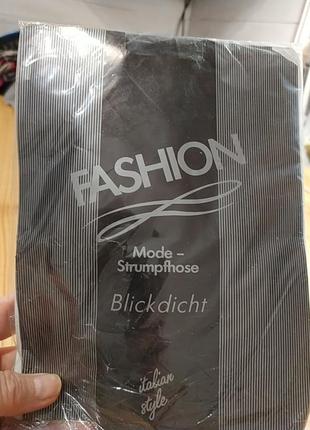 FASHION
Mode –
Strumpfhose
Blickdicht
italian
style